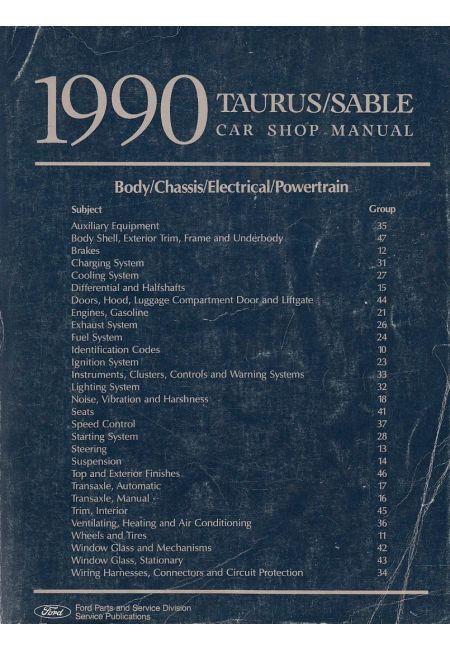 1990 TAURUS/SABLE
CAR SHOP MANUAL
Body/Chassis/Electrical/Powertrain
Subject Group
Auxiliary Equipment 35
Body Shell, Exterior Trim, Frame and Underbody 47
Brakes 12
Charging System 31
Cooling System 27
Differential and Halfshafts 15
Doors, Hood, Luggage Compartment Door and Liftgate 44
Engines, Gasoline 21
Exhaust System 26
Fuel System 24
Identification Codes 10
Ignition System 23
Instruments, Clusters, Controls and Warning Systems 33
Lighting System 32
Noise, Vibration and Harshness 18
Seats 41
Speed Control 37
Starting System 28
Steering 13
Suspension 14
Top and Exterior Finishes 46
Transaxle, Automatic 17
Transaxle, Manual 16
Trim, Interior 45
Ventilating, Heating and Air Conditioning 36
Wheels and Tires 11
Window Glass and Mechanisms 42
Window Glass, Stationary 43
Wiring Harnesses, Connectors and Circuit Protection 34
Ford Ford Parts and Service Division
Service Publications